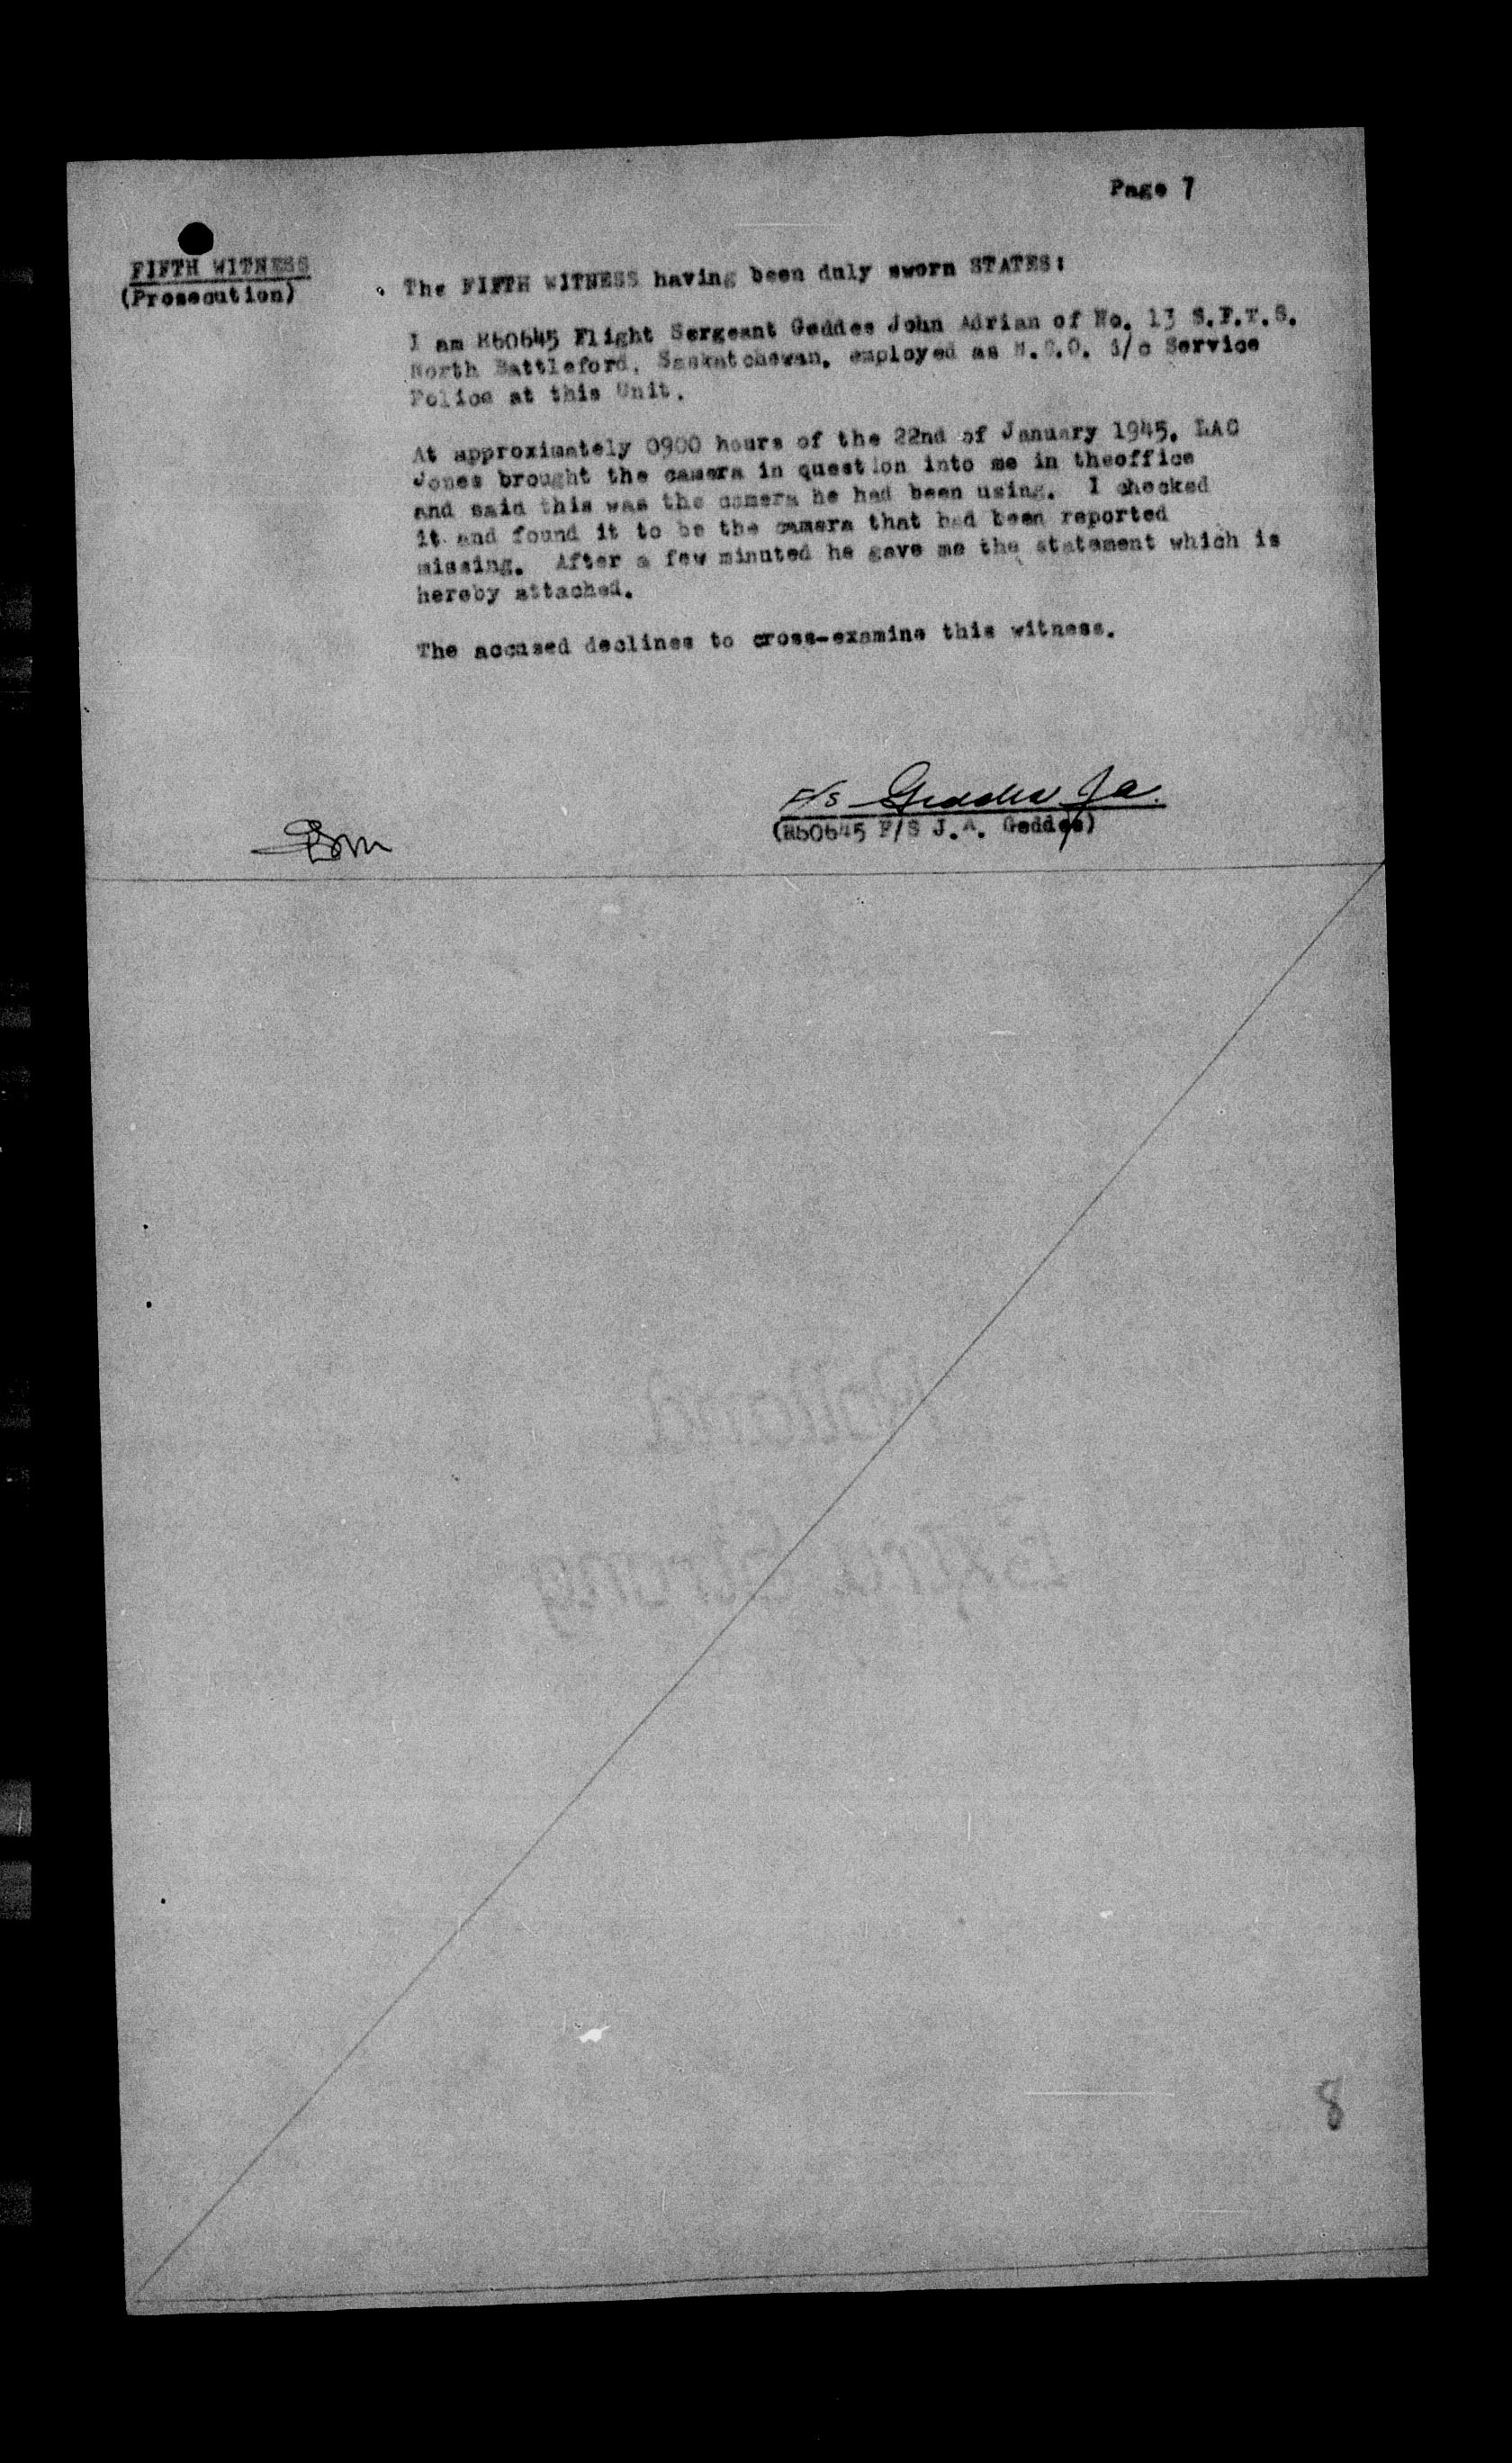 Page 7
FIFTH WITNESS
(Prosecution)
The FIFTH WITNESS having been duly sworn STATES:
I am R60645 Flight Sergeant Geddes John Adrian of No. 13 S.F.T.S.
North Battleford, Saskatchewan, employed as N.C.O. i/c Service
Police at this Unit.
At approximately 0900 hours of the 22nd of January 1945, LAC
Jones brought the camera in question into me in theoffice
and said this was the camera he had been using. I checked
it and found it to be the camera that had been reported
missing. After a few minuted he gave me the statement which is
hereby attached.
The accused declines to cross-examine this witness.
F/S Geddes Ja.
(R60645 F/S J.A. Geddes)
Rolland
Extra Strong
8